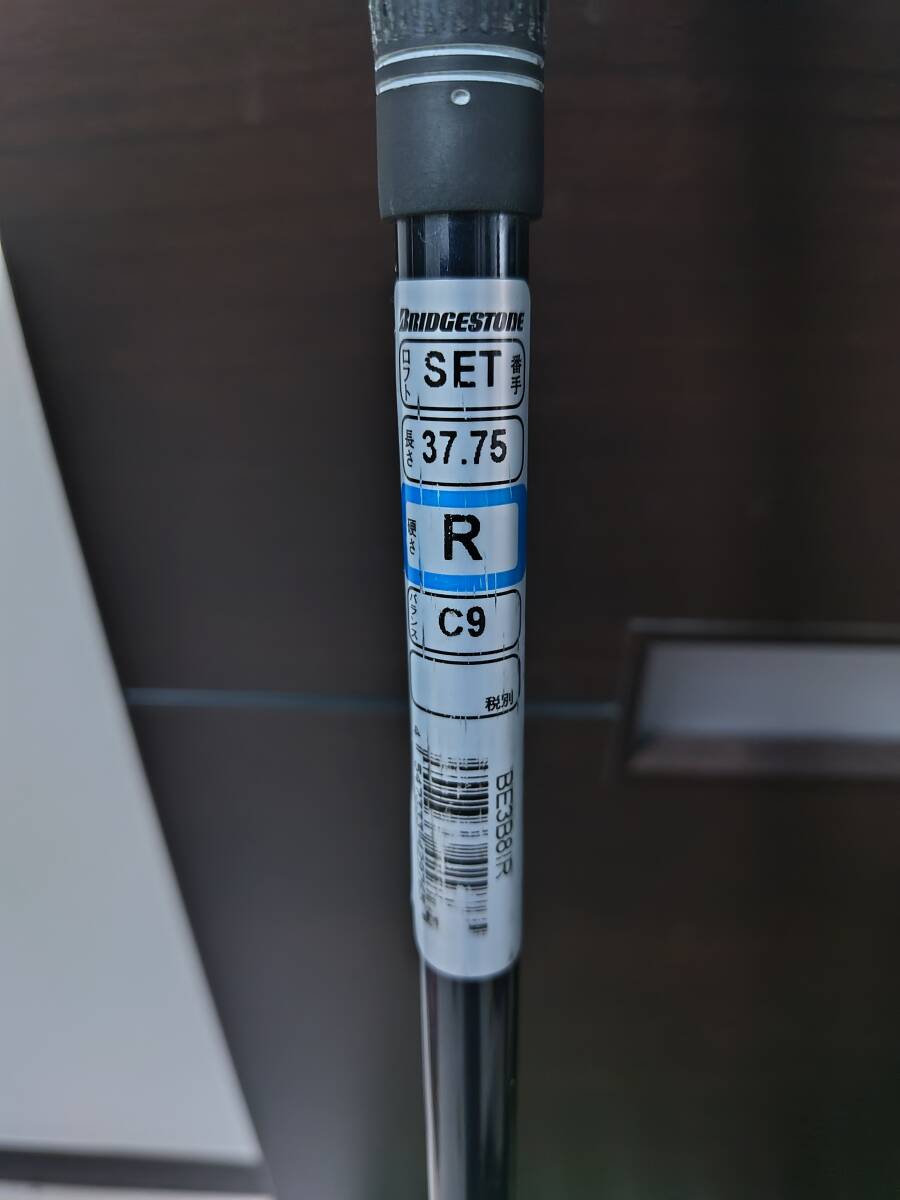 BRIDGESTONE
ロフト SET 番手
長さ 37.75
硬さ R
バランス C9
税別
BE3B81R